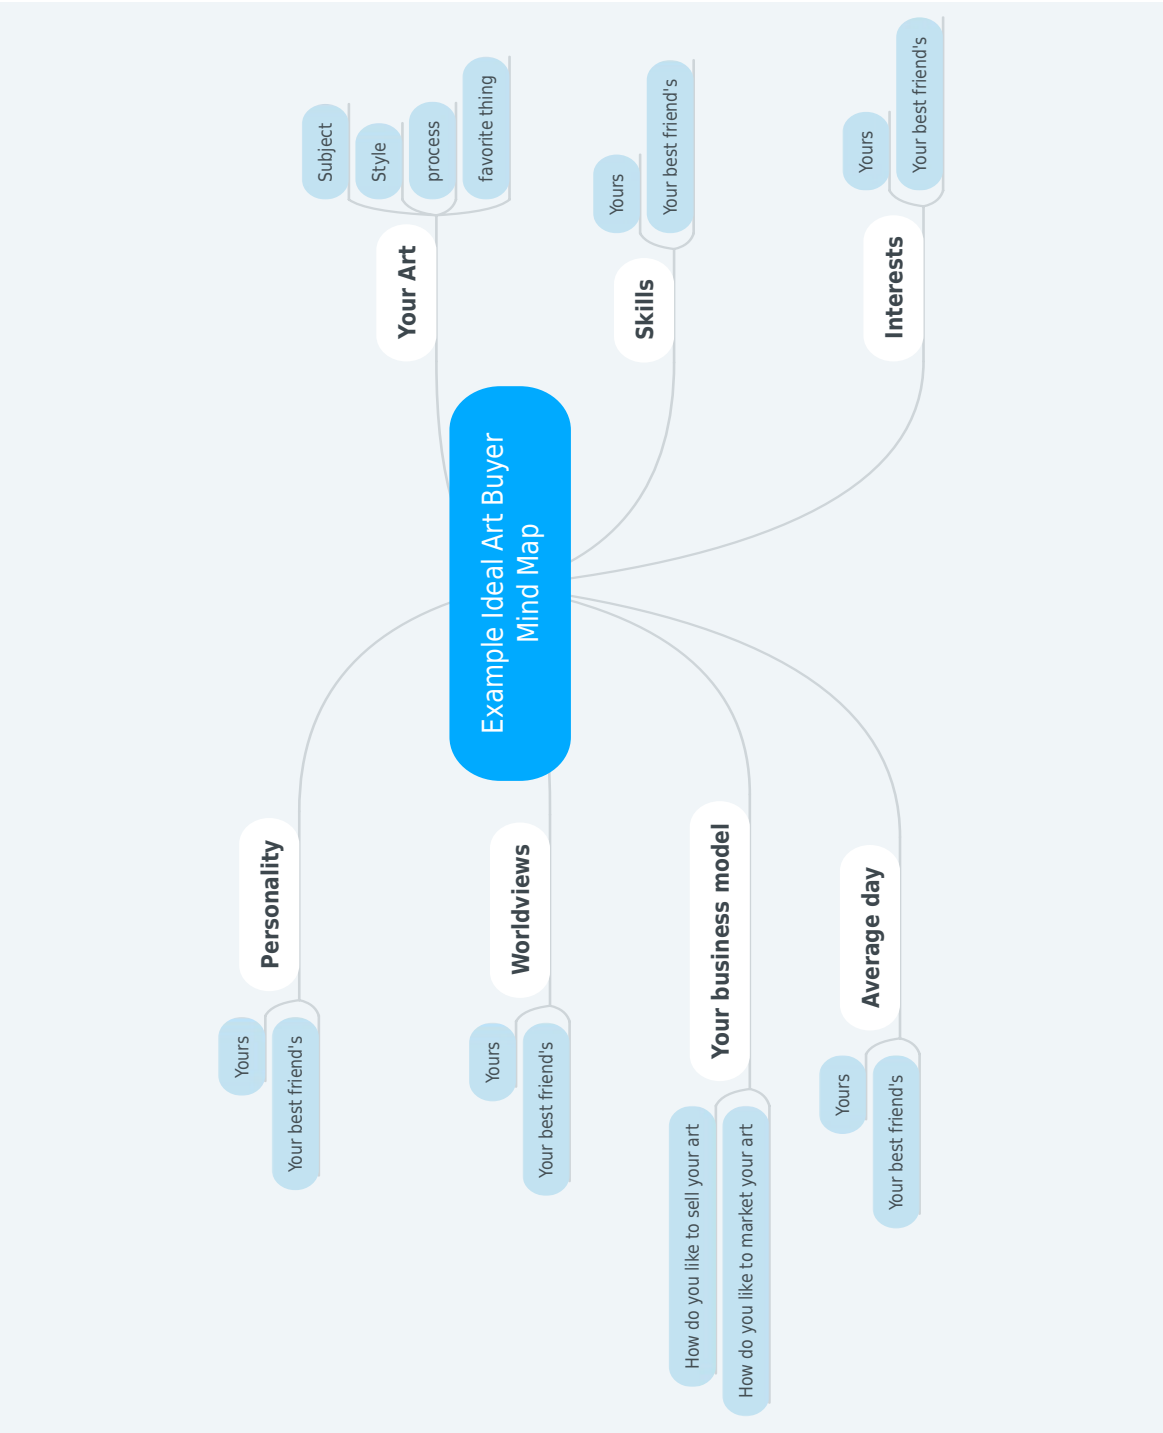 Example Ideal Art Buyer
Mind Map
Your Art
Subject
Style
process
favorite thing
Skills
Yours
Your best friend's
Interests
Yours
Your best friend's
Personality
Yours
Your best friend's
Worldviews
Yours
Your best friend's
Your business model
How do you like to sell your art
How do you like to market your art
Average day
Yours
Your best friend's